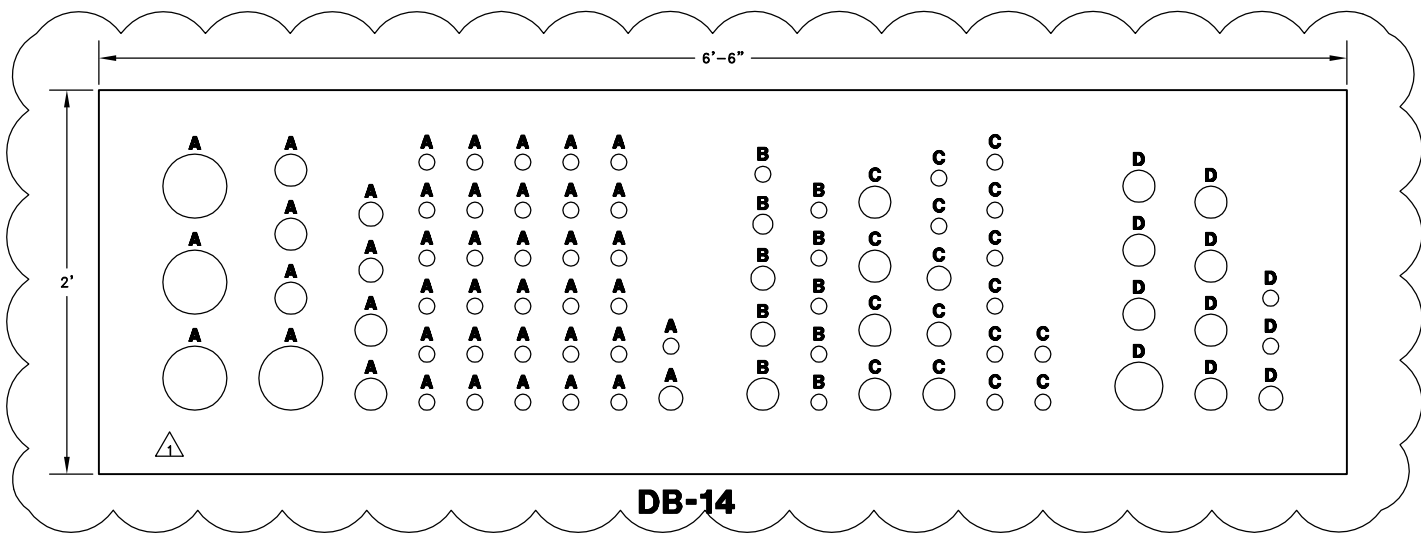 6'-6"
A A A A A A A C
B C D
A A A A A A B C C D
A B C
D
A A A A A A A B C C D
B C
A D
2' A A A A A B C D
A C D
B C
A D
A A A A A A A B C C
D
A B C C D
A D
A A A A A B C C
1
DB-14